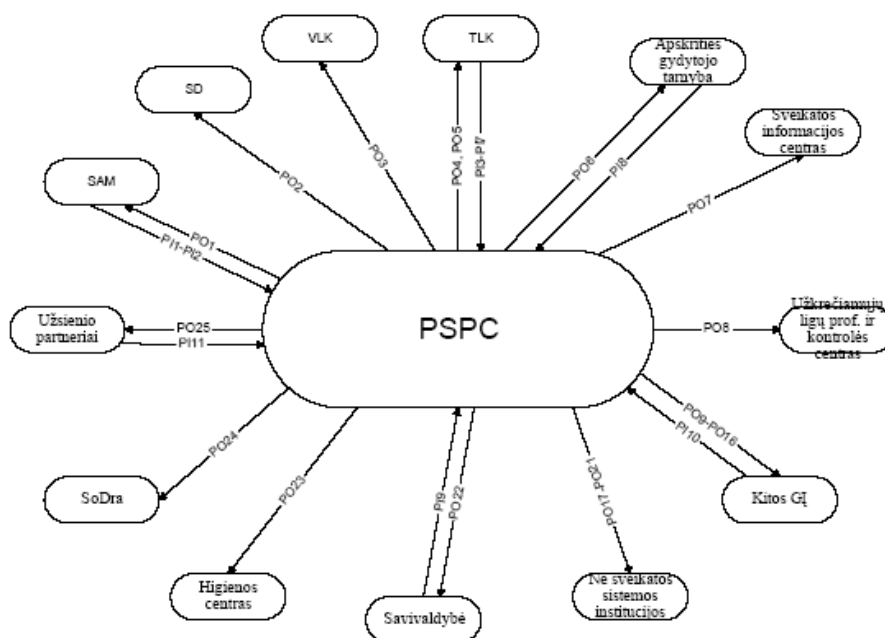 VLK
TLK
Apskrities
gydytojo
tarnyba
SD
Sveikatos
informacijos
centras
SAM
PO1
PI1-PI2
PO2
PO3
PO4, PO5
PI3-PI7
PO6
PI8
PO7
Užsienio
partneriai
PO25
PI11
PSPC
PO8
Užkrečiamųjų
ligų prof. ir
kontrolės
centras
PO24
PO23
PI9
PO22
PO17-PO21
PO9-PO16
PI10
SoDra
Kitos GĮ
Higienos
centras
Savivaldybė
Ne sveikatos
sistemos
institucijos